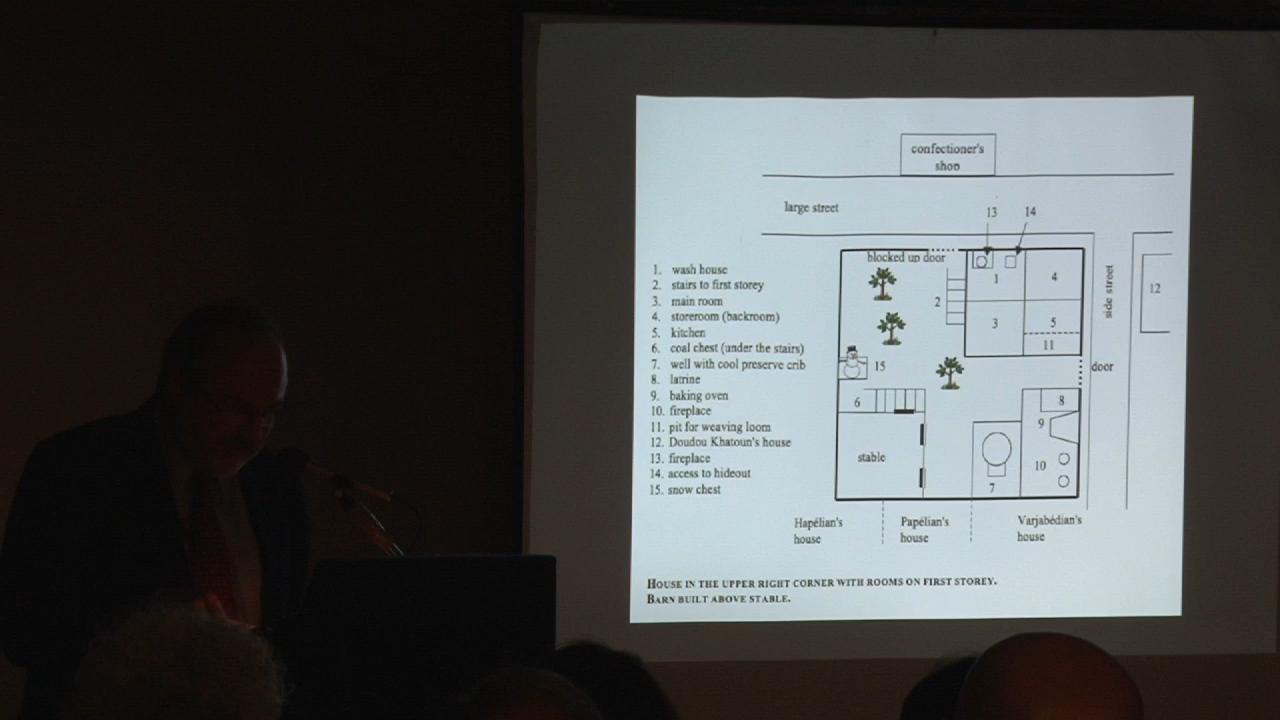 confectioner's
shop
large street
13
14
blocked up door
1
4
2
3
5
11
side street
12
15
door
6
8
9
stable
10
7
1. wash house
2. stairs to first storey
3. main room
4. storeroom (backroom)
5. kitchen
6. coal chest (under the stairs)
7. well with cool preserve crib
8. latrine
9. baking oven
10. fireplace
11. pit for weaving loom
12. Doudou Khatoun's house
13. fireplace
14. access to hideout
15. snow chest
Hapélian's
house
Papélian's
house
Varjabédian's
house
HOUSE IN THE UPPER RIGHT CORNER WITH ROOMS ON FIRST STOREY.
BARN BUILT ABOVE STABLE.